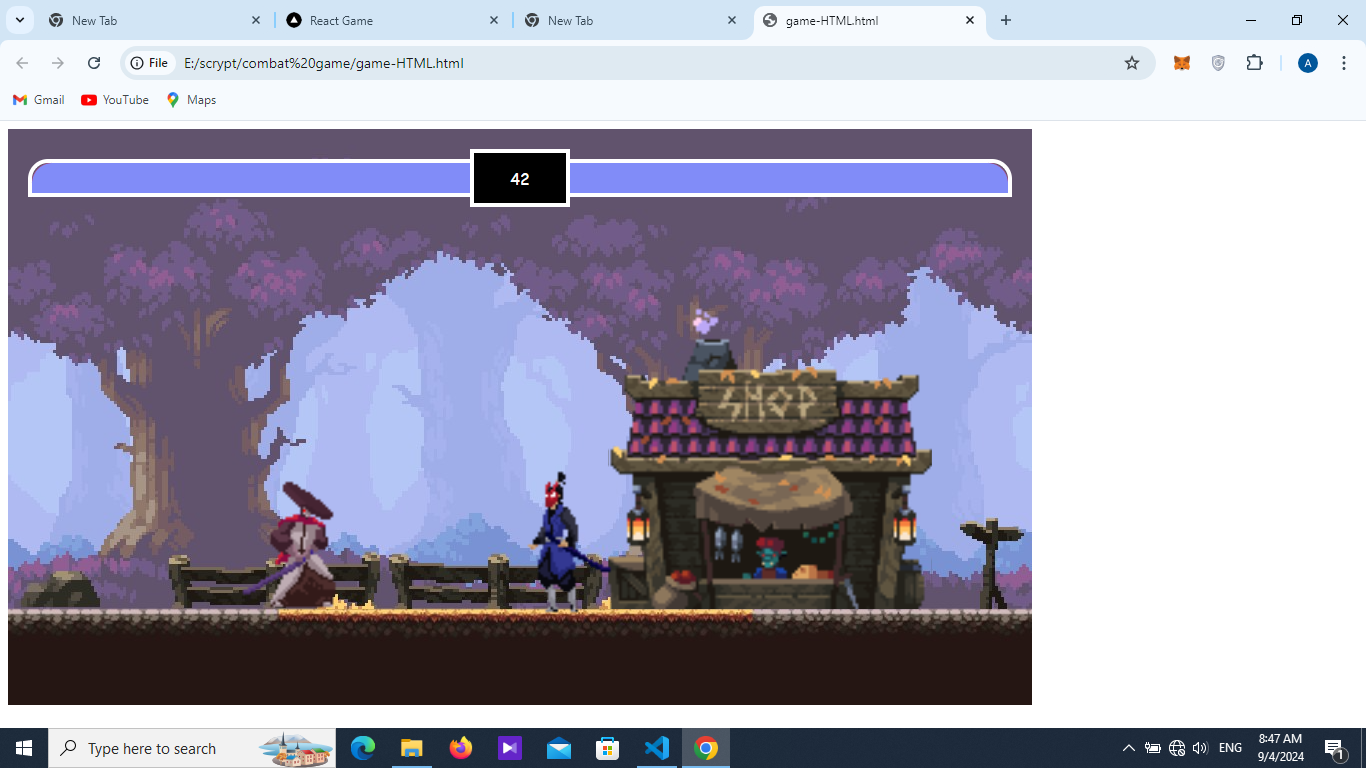 New Tab
React Game
New Tab
game-HTML.html
File
E:/scrypt/combat%20game/game-HTML.html
A
Gmail
YouTube
Maps
42
SHOP
Type here to search
ENG
8:47 AM
9/4/2024
1